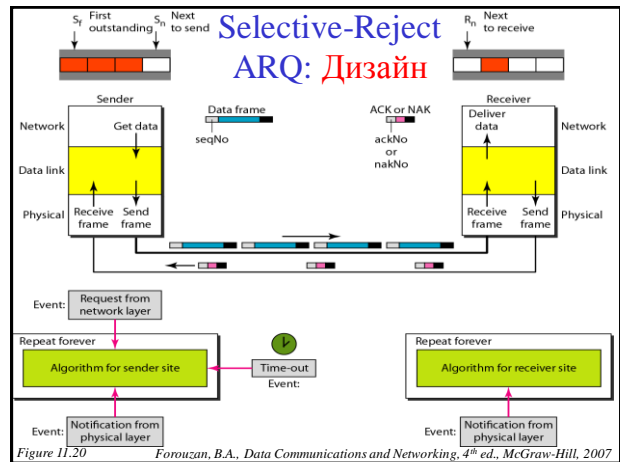 Selective-Reject
ARQ: Дизайн
S_f First outstanding
S_n Next to send
R_n Next to receive
Sender
Receiver
Network
Data link
Physical
Get data
Receive frame
Send frame
Data frame
seqNo
ACK or NAK
ackNo
or
nakNo
Deliver data
Receive frame
Send frame
Network
Data link
Physical
Event:
Request from
network layer
Repeat forever
Algorithm for sender site
Time-out
Event:
Event:
Notification from
physical layer
Repeat forever
Algorithm for receiver site
Event:
Notification from
physical layer
Figure 11.20
Forouzan, B.A., Data Communications and Networking, 4th ed., McGraw-Hill, 2007